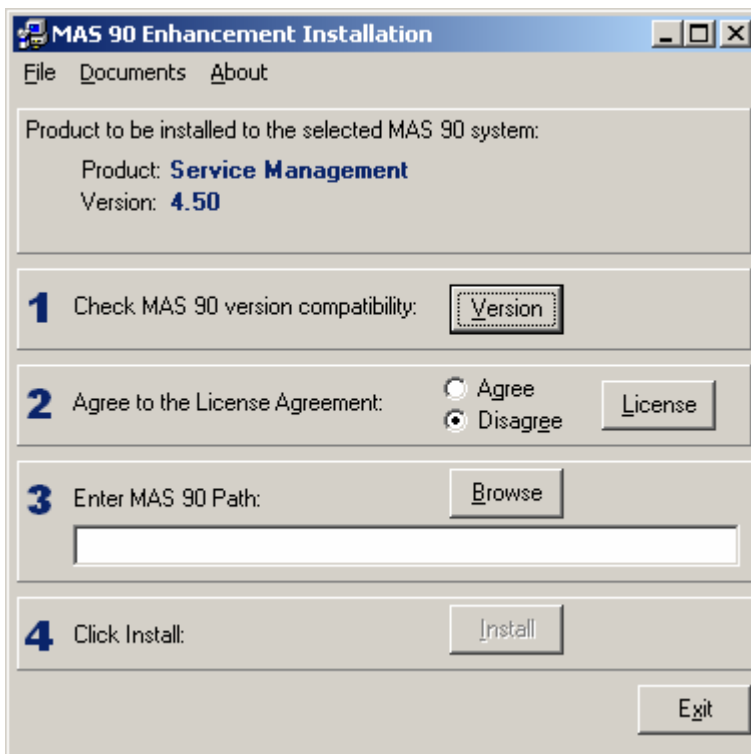 MAS 90 Enhancement Installation
File Documents About
Product to be installed to the selected MAS 90 system:
Product: Service Management
Version: 4.50
1 Check MAS 90 version compatibility: Version
2 Agree to the License Agreement: Agree
Disagree
License
3 Enter MAS 90 Path: Browse
4 Click Install: Install
Exit